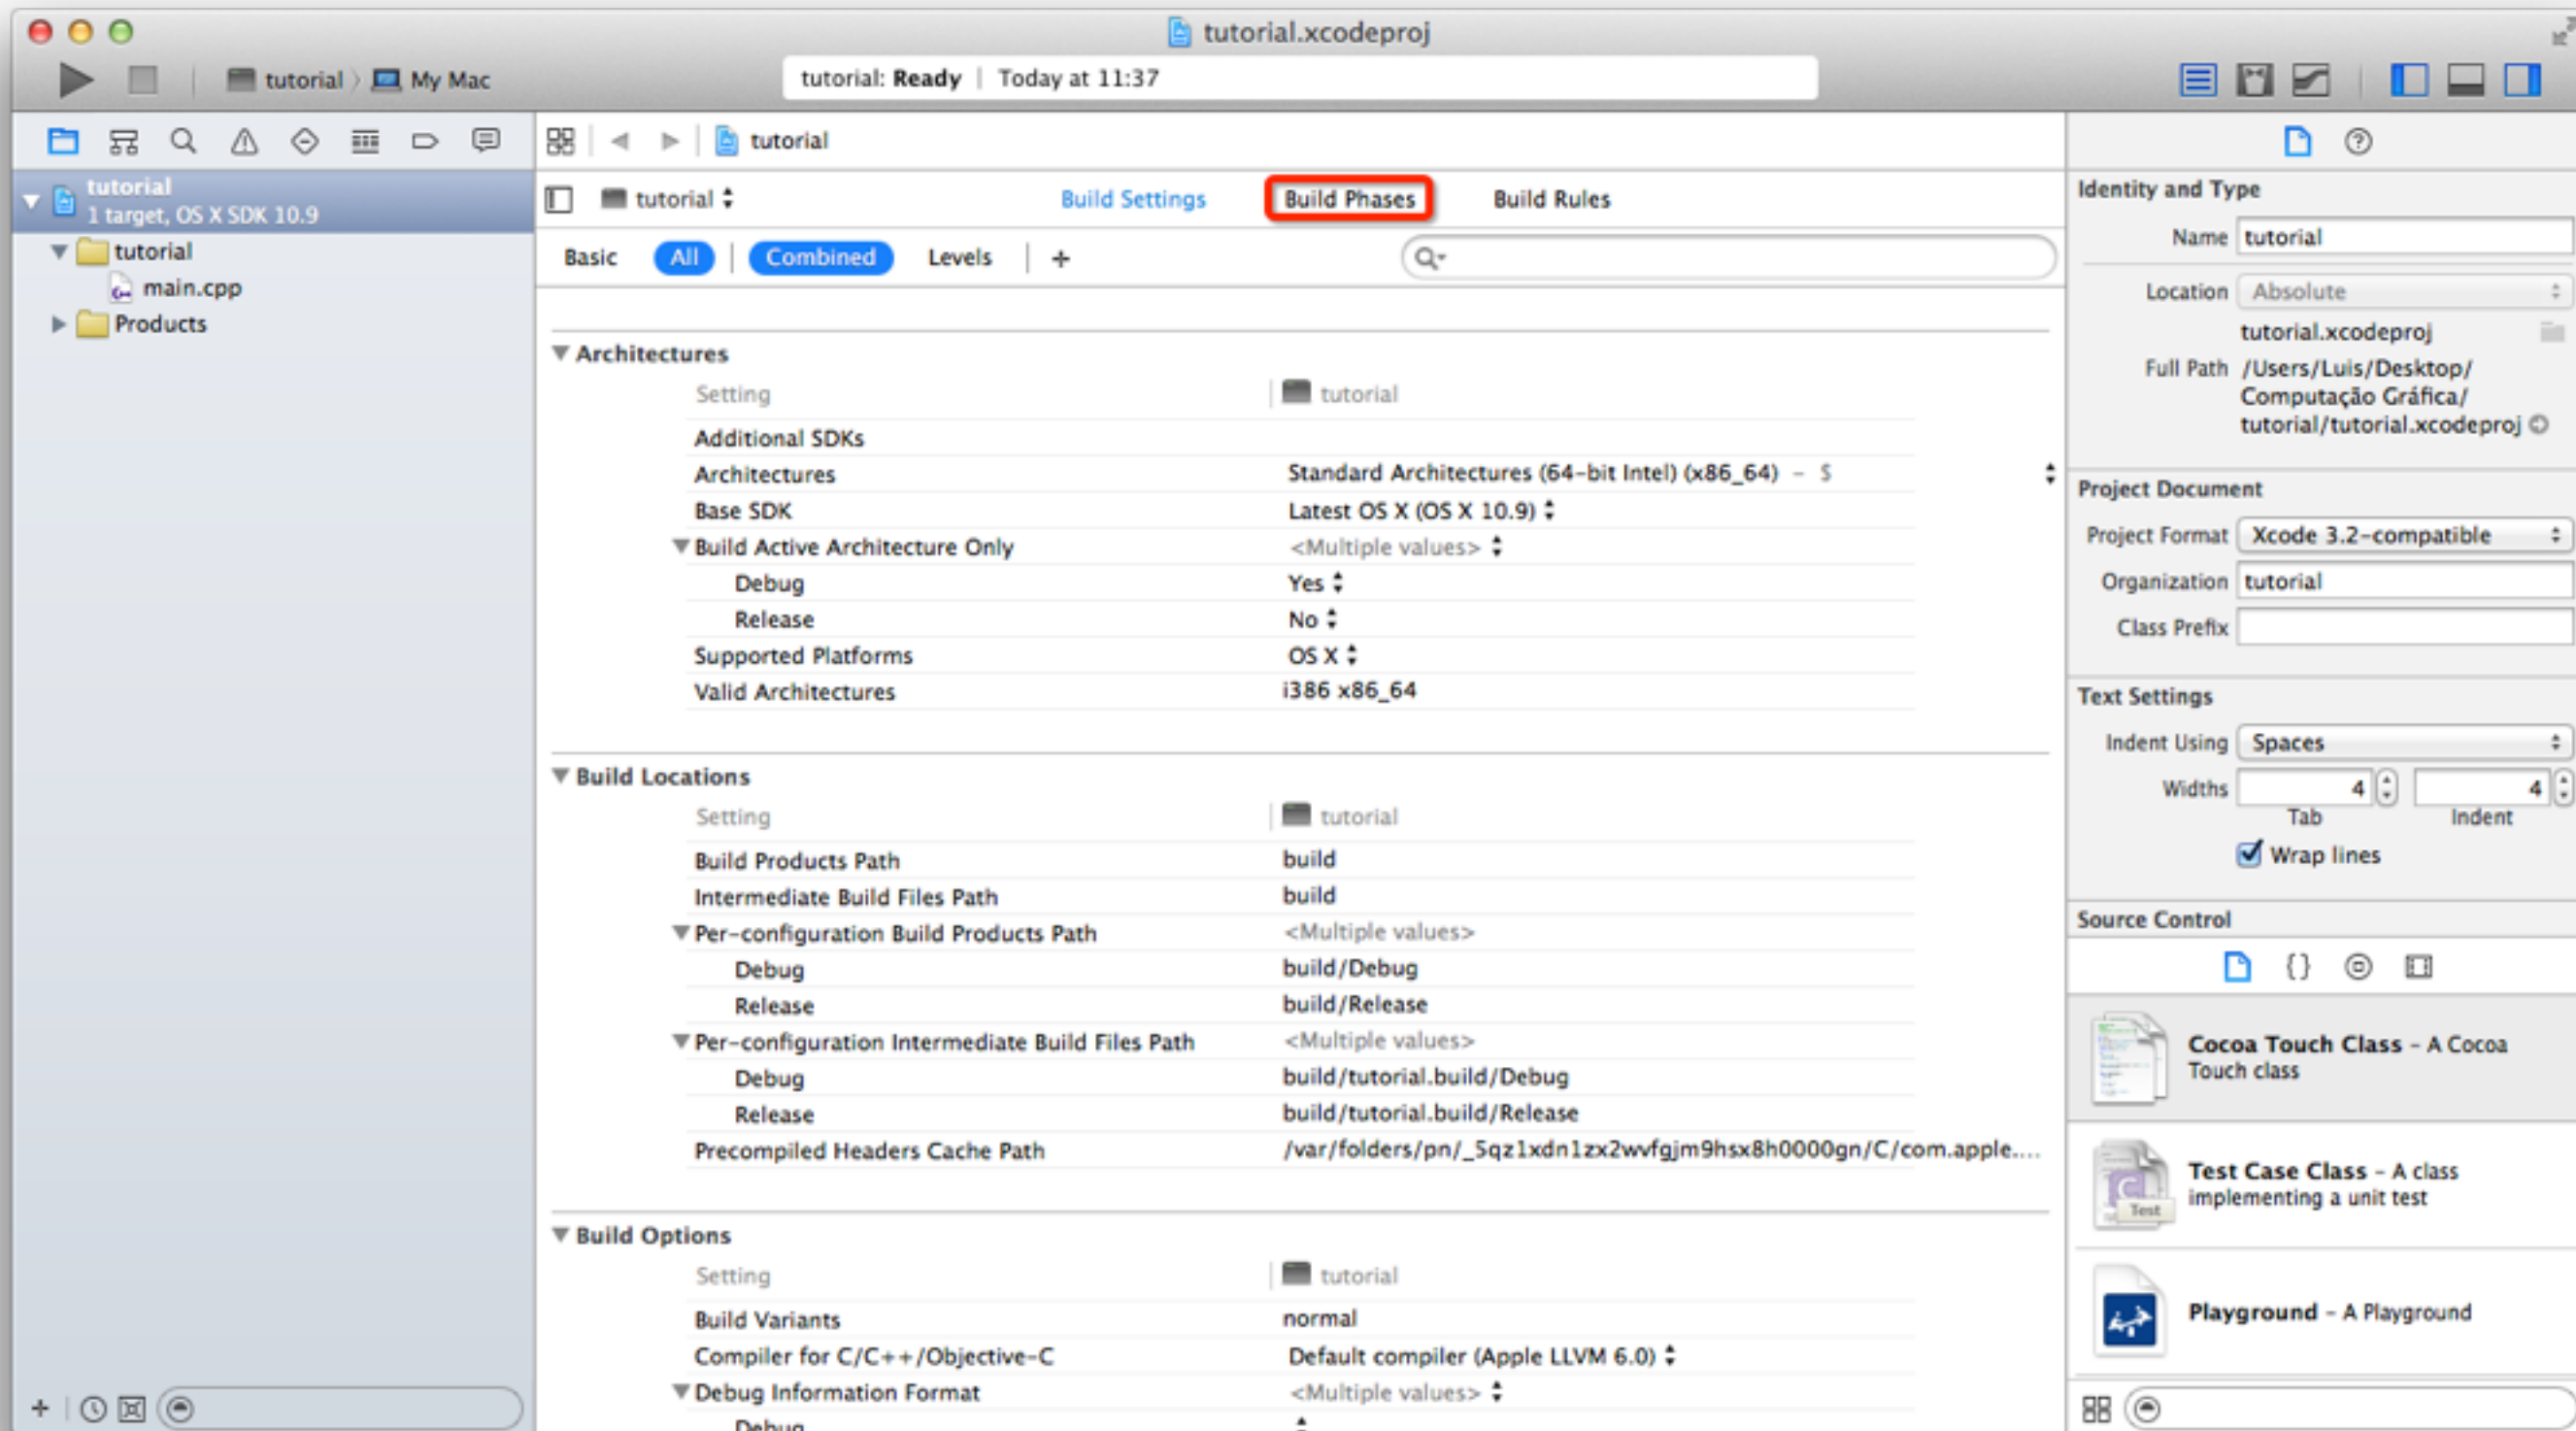 tutorial.xcodeproj
tutorial My Mac
tutorial: Ready | Today at 11:37
tutorial
1 target, OS X SDK 10.9
tutorial
main.cpp
Products
tutorial
tutorial Build Settings Build Phases Build Rules
Basic All Combined Levels +
Architectures
Setting tutorial
Additional SDKs
Architectures Standard Architectures (64-bit Intel) (x86_64) - $
Base SDK Latest OS X (OS X 10.9)
Build Active Architecture Only <Multiple values>
Debug Yes
Release No
Supported Platforms OS X
Valid Architectures i386 x86_64
Build Locations
Setting tutorial
Build Products Path build
Intermediate Build Files Path build
Per-configuration Build Products Path <Multiple values>
Debug build/Debug
Release build/Release
Per-configuration Intermediate Build Files Path <Multiple values>
Debug build/tutorial.build/Debug
Release build/tutorial.build/Release
Precompiled Headers Cache Path /var/folders/pn/_5qz1xdn1zx2wvfgjm9hsx8h0000gn/C/com.apple....
Build Options
Setting tutorial
Build Variants normal
Compiler for C/C++/Objective-C Default compiler (Apple LLVM 6.0)
Debug Information Format <Multiple values>
Debug
Identity and Type
Name tutorial
Location Absolute
tutorial.xcodeproj
Full Path /Users/Luis/Desktop/
Computação Gráfica/
tutorial/tutorial.xcodeproj
Project Document
Project Format Xcode 3.2-compatible
Organization tutorial
Class Prefix
Text Settings
Indent Using Spaces
Widths 4 4
Tab Indent
Wrap lines
Source Control
{}
Cocoa Touch Class - A Cocoa
Touch class
Test Case Class - A class
implementing a unit test
Test
Playground - A Playground